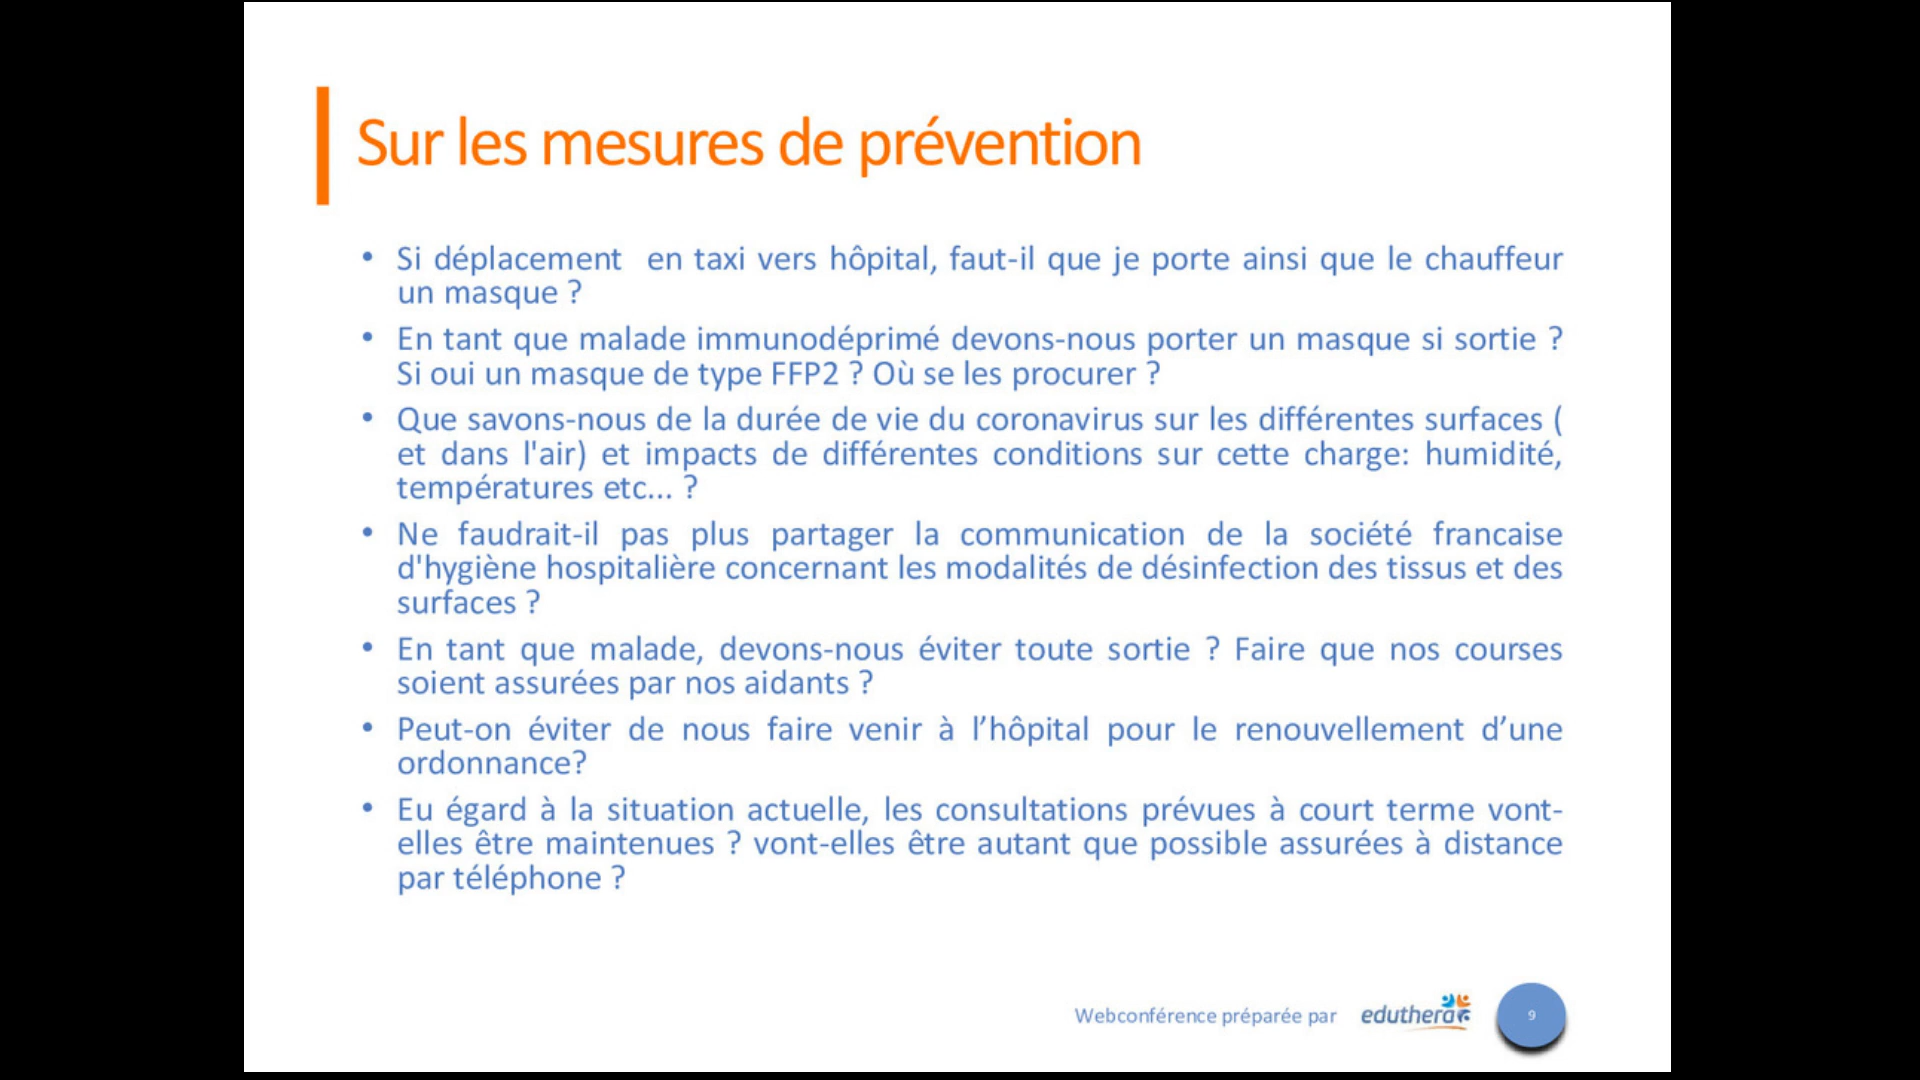 Sur les mesures de prévention
• Si déplacement  en taxi vers hôpital, faut-il que je porte ainsi que le chauffeur
un masque ?
• En tant que malade immunodéprimé devons-nous porter un masque si sortie ?
Si oui un masque de type FFP2 ? Où se les procurer ?
• Que savons-nous de la durée de vie du coronavirus sur les différentes surfaces (
et dans l'air) et impacts de différentes conditions sur cette charge: humidité,
températures etc... ?
• Ne faudrait-il pas plus partager la communication de la société francaise
d'hygiène hospitalière concernant les modalités de désinfection des tissus et des
surfaces ?
• En tant que malade, devons-nous éviter toute sortie ? Faire que nos courses
soient assurées par nos aidants ?
• Peut-on éviter de nous faire venir à l’hôpital pour le renouvellement d’une
ordonnance?
• Eu égard à la situation actuelle, les consultations prévues à court terme vont-
elles être maintenues ? vont-elles être autant que possible assurées à distance
par téléphone ?
Webconférence préparée par eduthera 9